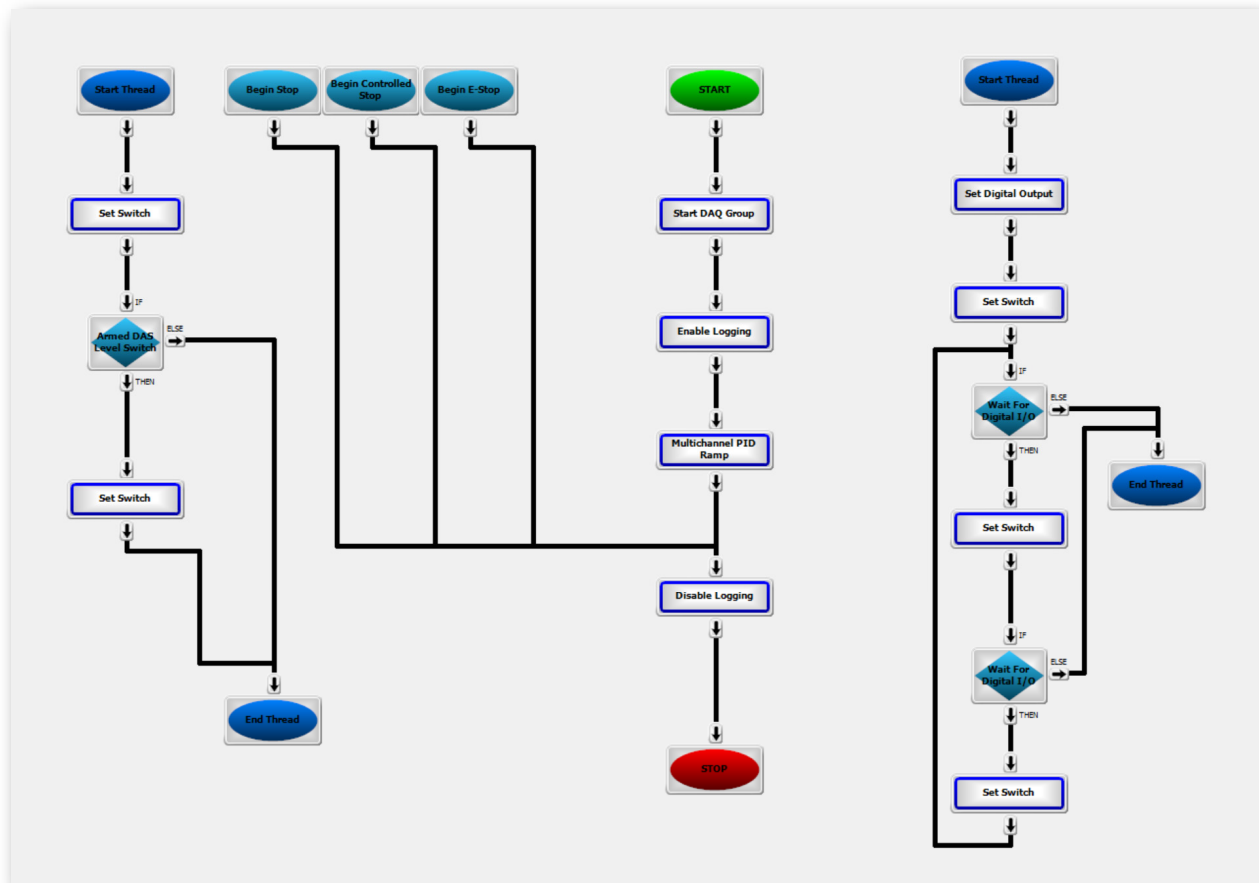 Start Thread
Set Switch
IF
Armed DAS
Level Switch
ELSE
THEN
Set Switch
End Thread
Begin Stop
Begin Controlled
Stop
Begin E-Stop
START
Start DAQ Group
Enable Logging
Multichannel PID
Ramp
Disable Logging
STOP
Start Thread
Set Digital Output
Set Switch
IF
Wait For
Digital I/O
ELSE
THEN
End Thread
Set Switch
IF
Wait For
Digital I/O
ELSE
THEN
Set Switch